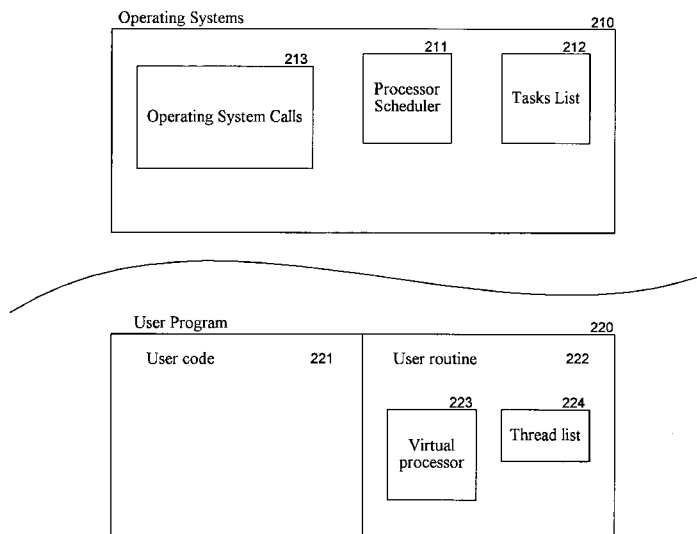 Operating Systems
210
213
211
212
Operating System Calls
Processor
Scheduler
Tasks List
User Program
220
User code
221
User routine
222
223
224
Virtual
processor
Thread list